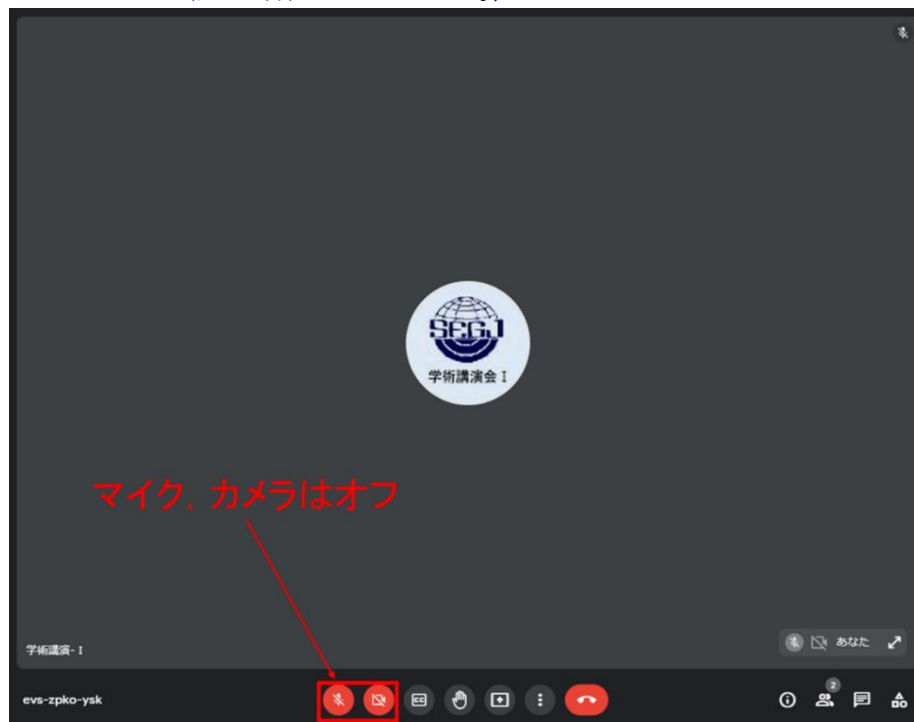 SEGJ
学術講演会 I
マイク，カメラはオフ
学術講演- I
あなた
evs-zpko-ysk
CC
2